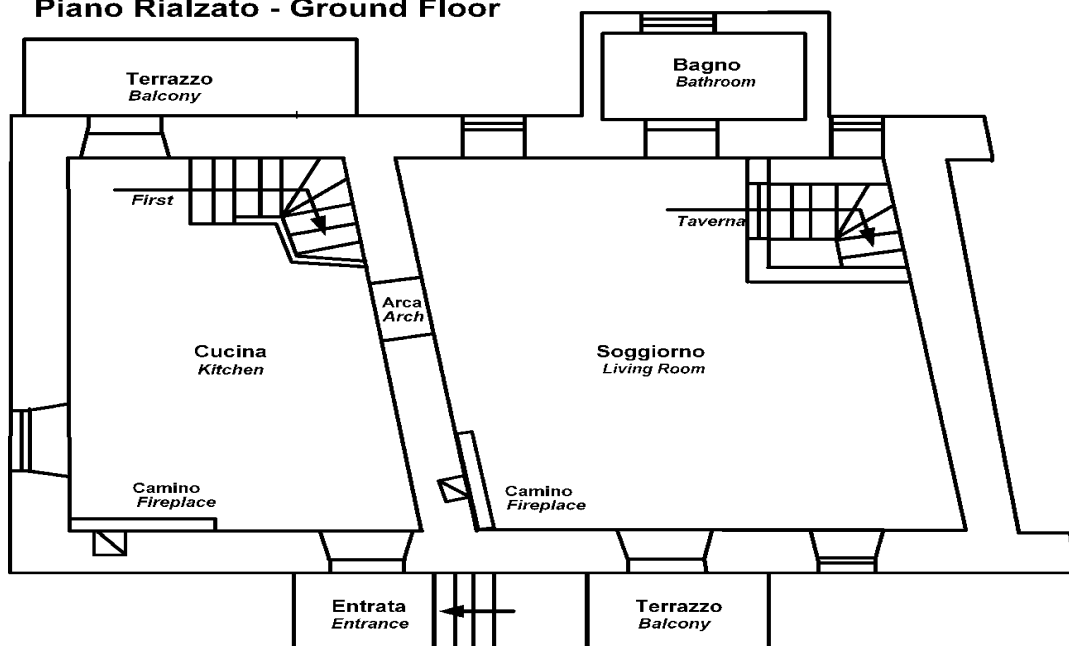 Piano Rialzato - Ground Floor
Terrazzo
Balcony
Bagno
Bathroom
First
Taverna
Arca
Arch
Cucina
Kitchen
Soggiorno
Living Room
Camino
Fireplace
Camino
Fireplace
Entrata
Entrance
Terrazzo
Balcony